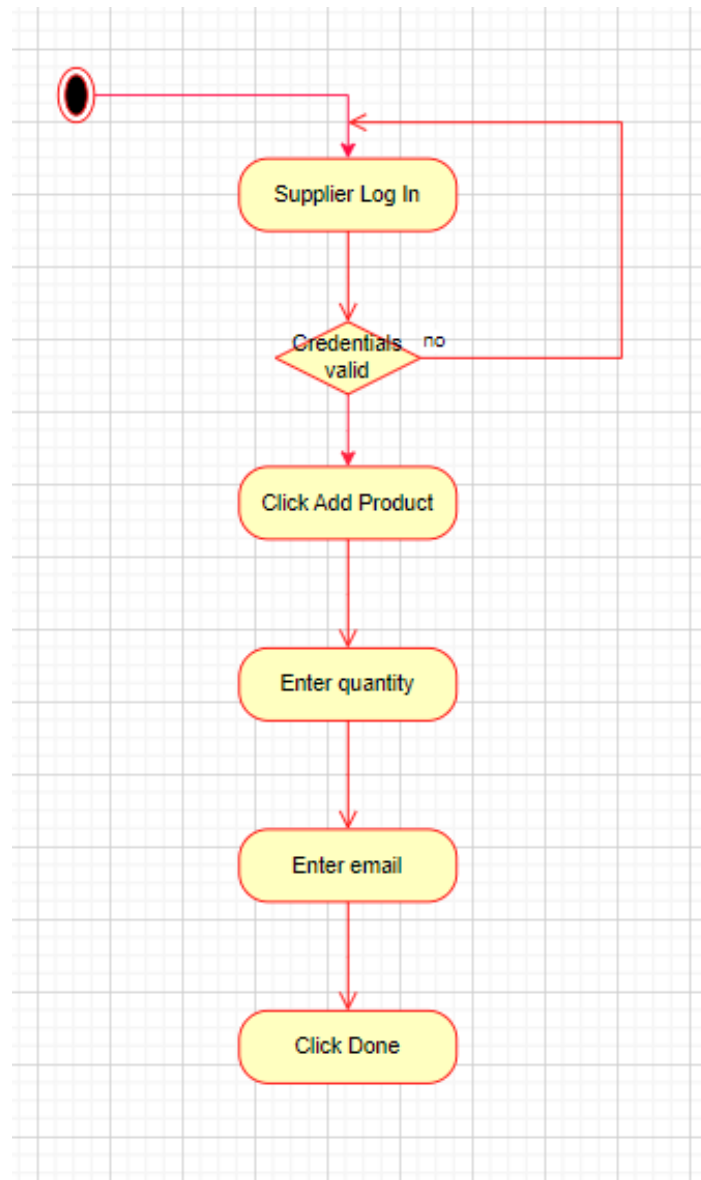 Supplier Log In
Credentials
valid
no
Click Add Product
Enter quantity
Enter email
Click Done